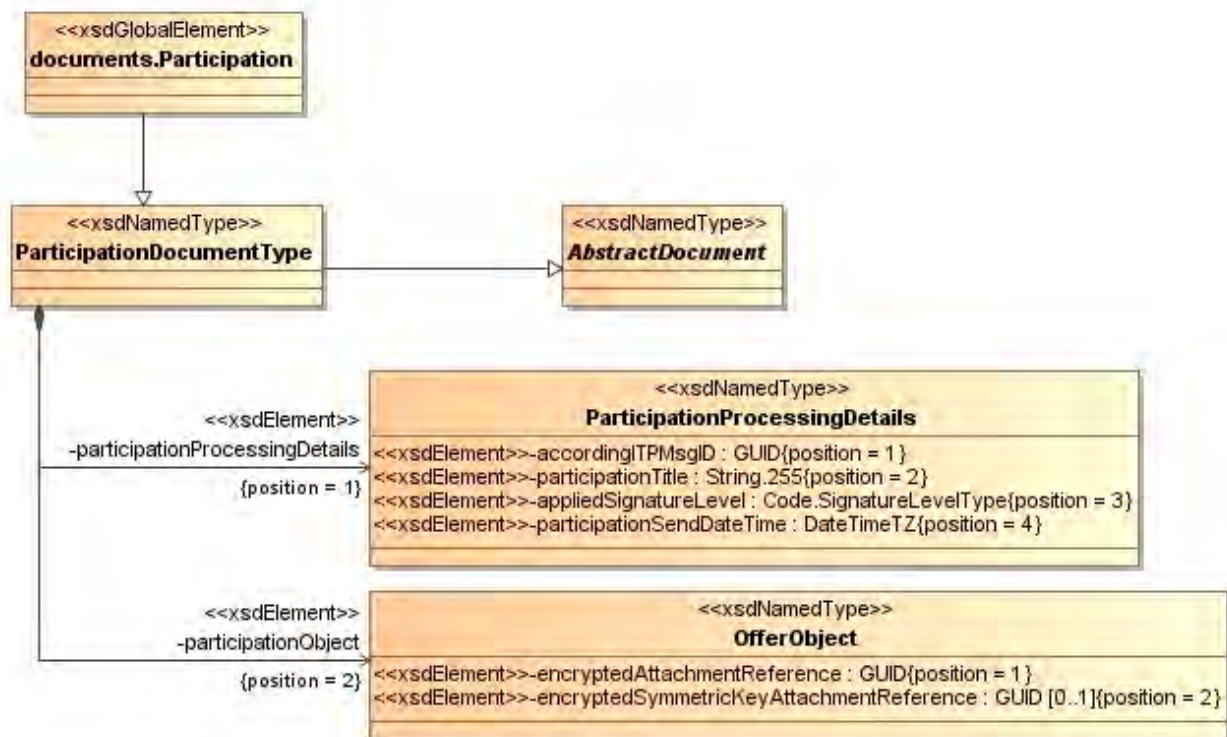 <<xsdGlobalElement>>
documents.Participation
<<xsdNamedType>>
ParticipationDocumentType
<<xsdNamedType>>
AbstractDocument
<<xsdElement>>
-participationProcessingDetails
{position = 1}
<<xsdNamedType>>
ParticipationProcessingDetails
<<xsdElement>>-accordingITPMsgID : GUID{position = 1}
<<xsdElement>>-participationTitle : String.255{position = 2}
<<xsdElement>>-appliedSignatureLevel : Code.SignatureLevelType{position = 3}
<<xsdElement>>-participationSendDateTime : DateTimeTZ{position = 4}
<<xsdElement>>
-participationObject
{position = 2}
<<xsdNamedType>>
OfferObject
<<xsdElement>>-encryptedAttachmentReference : GUID{position = 1}
<<xsdElement>>-encryptedSymmetricKeyAttachmentReference : GUID [0..1]{position = 2}